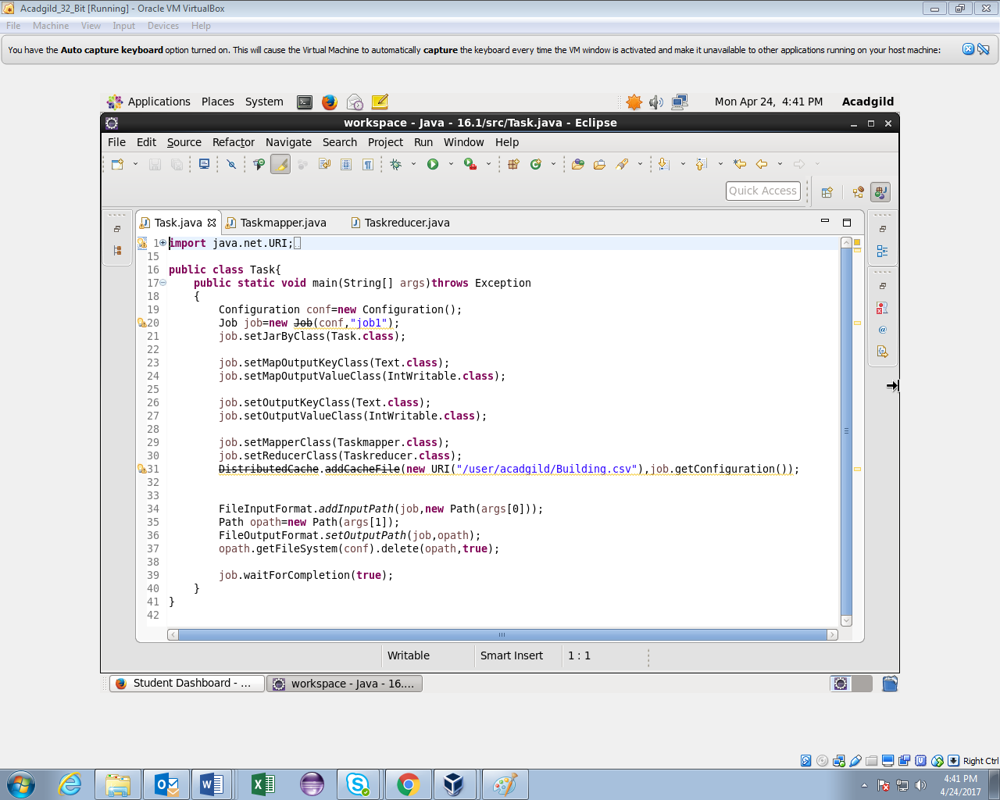 Acadgild_32_Bit [Running] - Oracle VM VirtualBox
File Machine View Input Devices Help
You have the Auto capture keyboard option turned on. This will cause the Virtual Machine to automatically capture the keyboard every time the VM window is activated and make it unavailable to other applications running on your host machine:
Applications Places System Mon Apr 24, 4:41 PM Acadgild
workspace - Java - 16.1/src/Task.java - Eclipse
File Edit Source Refactor Navigate Search Project Run Window Help
Quick Access
Task.java Taskmapper.java Taskreducer.java
1 import java.net.URI;
15
16 public class Task{
17 public static void main(String[] args)throws Exception
18 {
19 Configuration conf=new Configuration();
20 Job job=new Job(conf,"job1");
21 job.setJarByClass(Task.class);
22
23 job.setMapOutputKeyClass(Text.class);
24 job.setMapOutputValueClass(IntWritable.class);
25
26 job.setOutputKeyClass(Text.class);
27 job.setOutputValueClass(IntWritable.class);
28
29 job.setMapperClass(Taskmapper.class);
30 job.setReducerClass(Taskreducer.class);
31 DistributedCache.addCacheFile(new URI("/user/acadgild/Building.csv"),job.getConfiguration());
32
33
34 FileInputFormat.addInputPath(job,new Path(args[0]));
35 Path opath=new Path(args[1]);
36 FileOutputFormat.setOutputPath(job,opath);
37 opath.getFileSystem(conf).delete(opath,true);
38
39 job.waitForCompletion(true);
40 }
41 }
42
Writable Smart Insert 1 : 1
Student Dashboard - ... workspace - Java - 16....
Right Ctrl
4:41 PM
4/24/2017